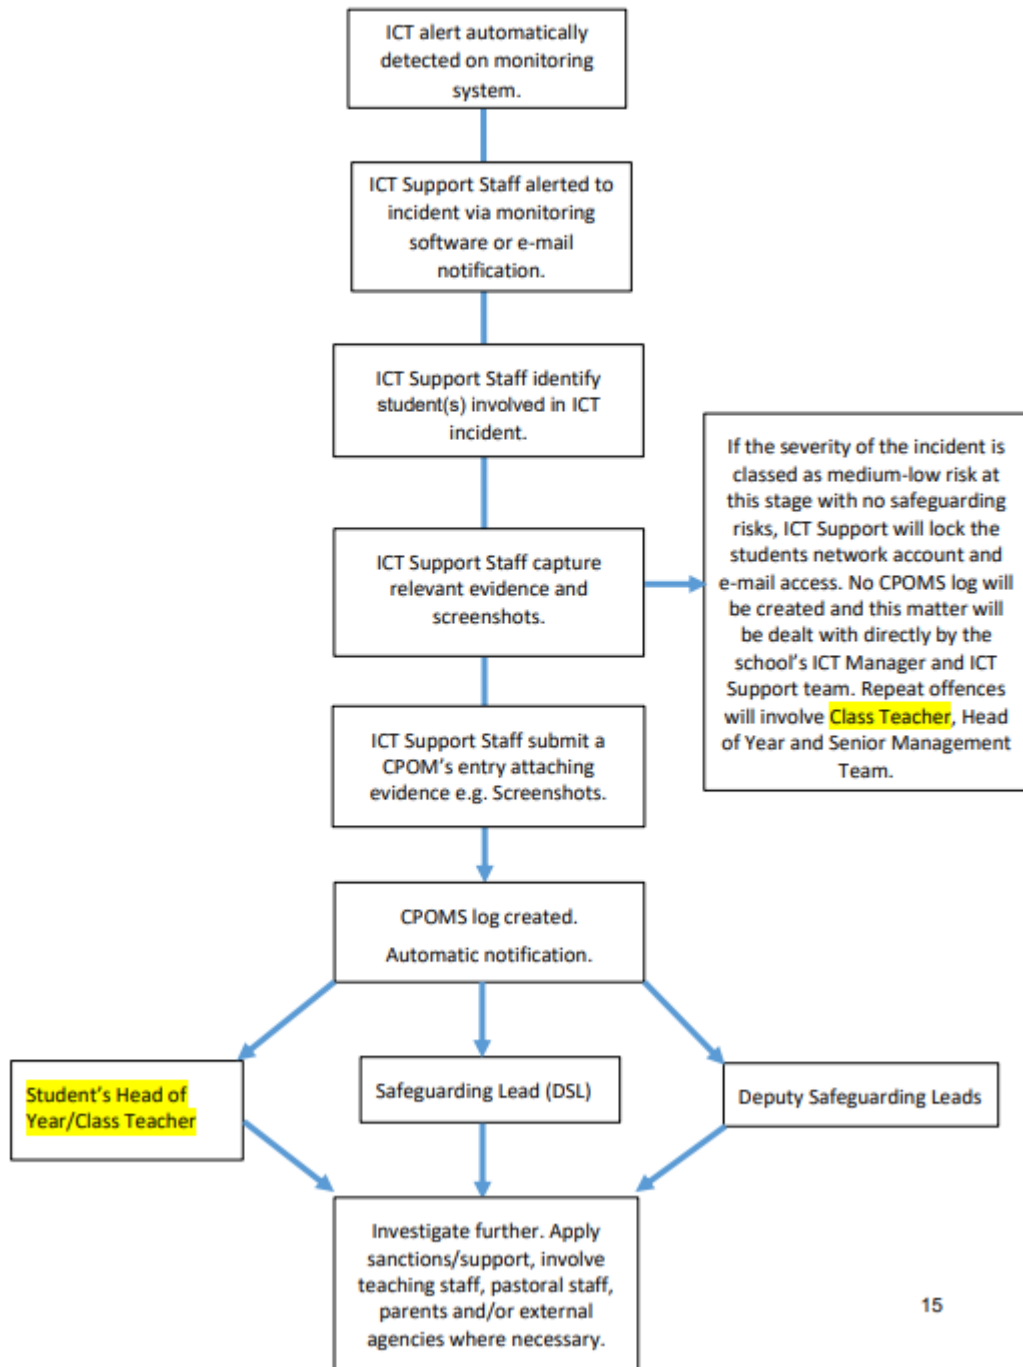 ICT alert automatically
detected on monitoring
system.
ICT Support Staff alerted to
incident via monitoring
software or e-mail
notification.
ICT Support Staff identify
student(s) involved in ICT
incident.
If the severity of the incident is
classed as medium-low risk at
this stage with no safeguarding
risks, ICT Support will lock the
students network account and
e-mail access. No CPOMS log will
be created and this matter will
be dealt with directly by the
school’s ICT Manager and ICT
Support team. Repeat offences
will involve Class Teacher, Head
of Year and Senior Management
Team.
ICT Support Staff capture
relevant evidence and
screenshots.
ICT Support Staff submit a
CPOM’s entry attaching
evidence e.g. Screenshots.
CPOMS log created.
Automatic notification.
Student’s Head of
Year/Class Teacher
Safeguarding Lead (DSL)
Deputy Safeguarding Leads
Investigate further. Apply
sanctions/support, involve
teaching staff, pastoral staff,
parents and/or external
agencies where necessary.
15